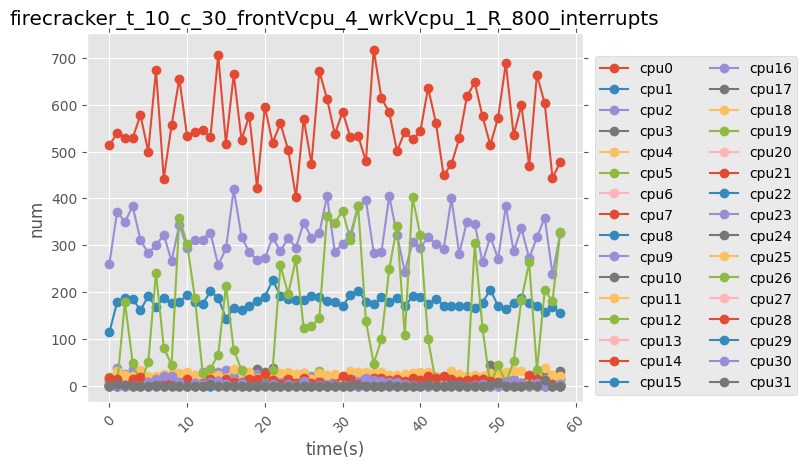 firecracker_t_10_c_30_frontVcpu_4_wrkVcpu_1_R_800_interrupts
700
600
500
400
300
200
100
0
num
0
10
20
30
40
50
60
time(s)
cpu0
cpu1
cpu2
cpu3
cpu4
cpu5
cpu6
cpu7
cpu8
cpu9
cpu10
cpu11
cpu12
cpu13
cpu14
cpu15
cpu16
cpu17
cpu18
cpu19
cpu20
cpu21
cpu22
cpu23
cpu24
cpu25
cpu26
cpu27
cpu28
cpu29
cpu30
cpu31